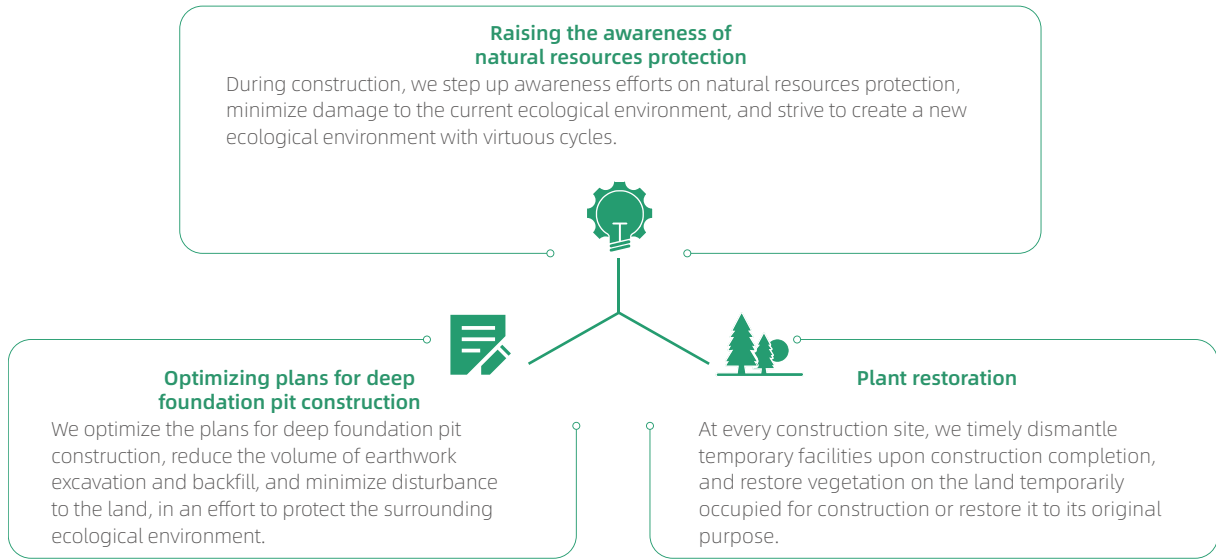 Raising the awareness of
natural resources protection
During construction, we step up awareness efforts on natural resources protection,
minimize damage to the current ecological environment, and strive to create a new
ecological environment with virtuous cycles.
Optimizing plans for deep
foundation pit construction
We optimize the plans for deep foundation pit
construction, reduce the volume of earthwork
excavation and backfill, and minimize disturbance
to the land, in an effort to protect the surrounding
ecological environment.
Plant restoration
At every construction site, we timely dismantle
temporary facilities upon construction completion,
and restore vegetation on the land temporarily
occupied for construction or restore it to its original
purpose.